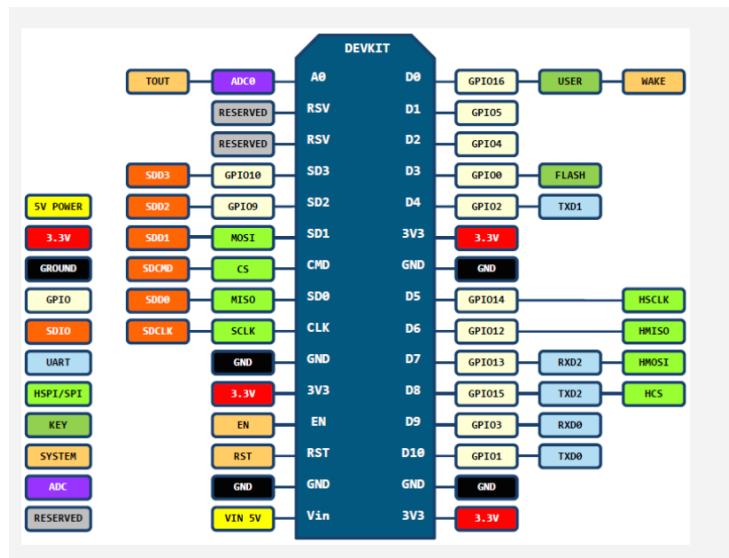 DEVKIT
TOUT ADC0 A0 D0 GPIO16 USER WAKE
RESERVED RSV D1 GPIO5
RESERVED RSV D2 GPIO4
SDD3 GPIO10 SD3 D3 GPIO0 FLASH
5V POWER SDD2 GPIO9 SD2 D4 GPIO2 TXD1
3.3V SDD1 MOSI SD1 3V3 3.3V
GROUND SDCMD CS CMD GND GND
GPIO SDD0 MISO SD0 D5 GPIO14 HSCLK
SDIO SDCLK SCLK CLK D6 GPIO12 HMISO
UART GND GND D7 GPIO13 RXD2 HMOSI
HSPI/SPI 3.3V 3V3 D8 GPIO15 TXD2 HCS
KEY EN EN D9 GPIO3 RXD0
SYSTEM RST RST D10 GPIO1 TXD0
ADC GND GND GND GND
RESERVED VIN 5V Vin 3V3 3.3V